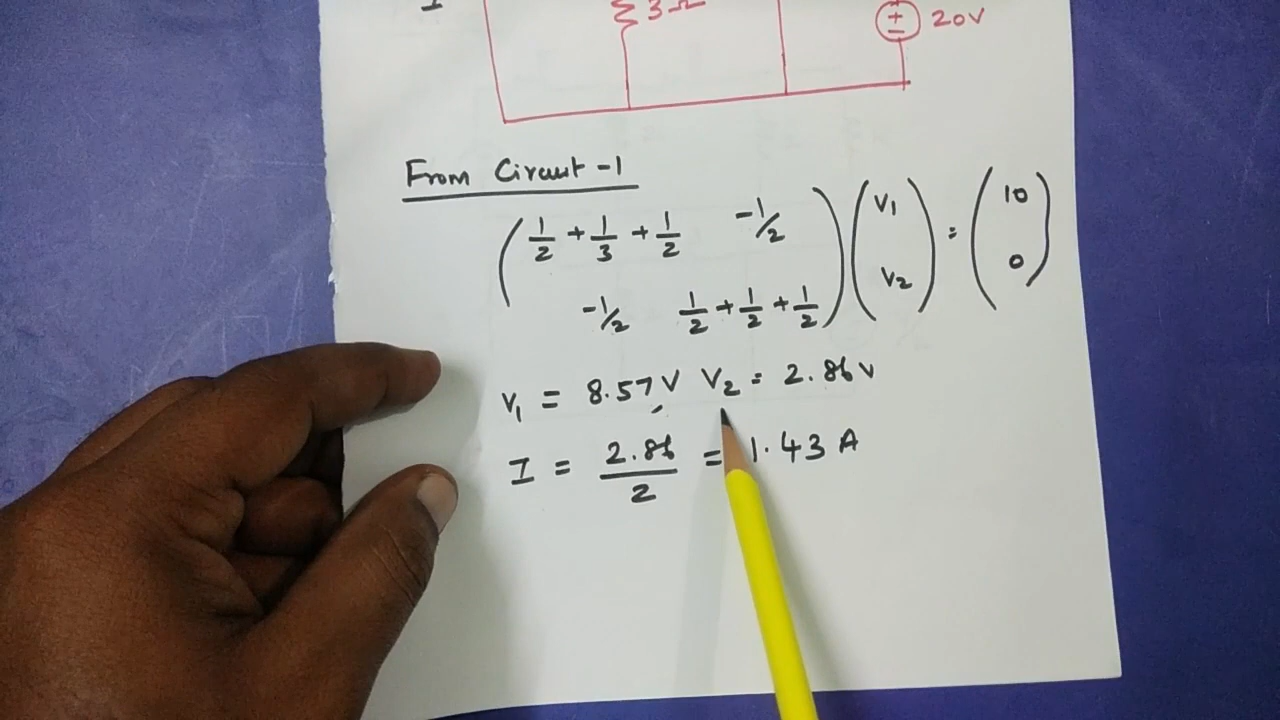 I 3Ω 20V
From Circuit-1
(1/2 + 1/3 + 1/2 -1/2) (V1) = (10)
(-1/2 1/2 + 1/2 + 1/2) (V2) (0)
V1 = 8.57V V2 = 2.86V
I = 2.86/2 = 1.43 A